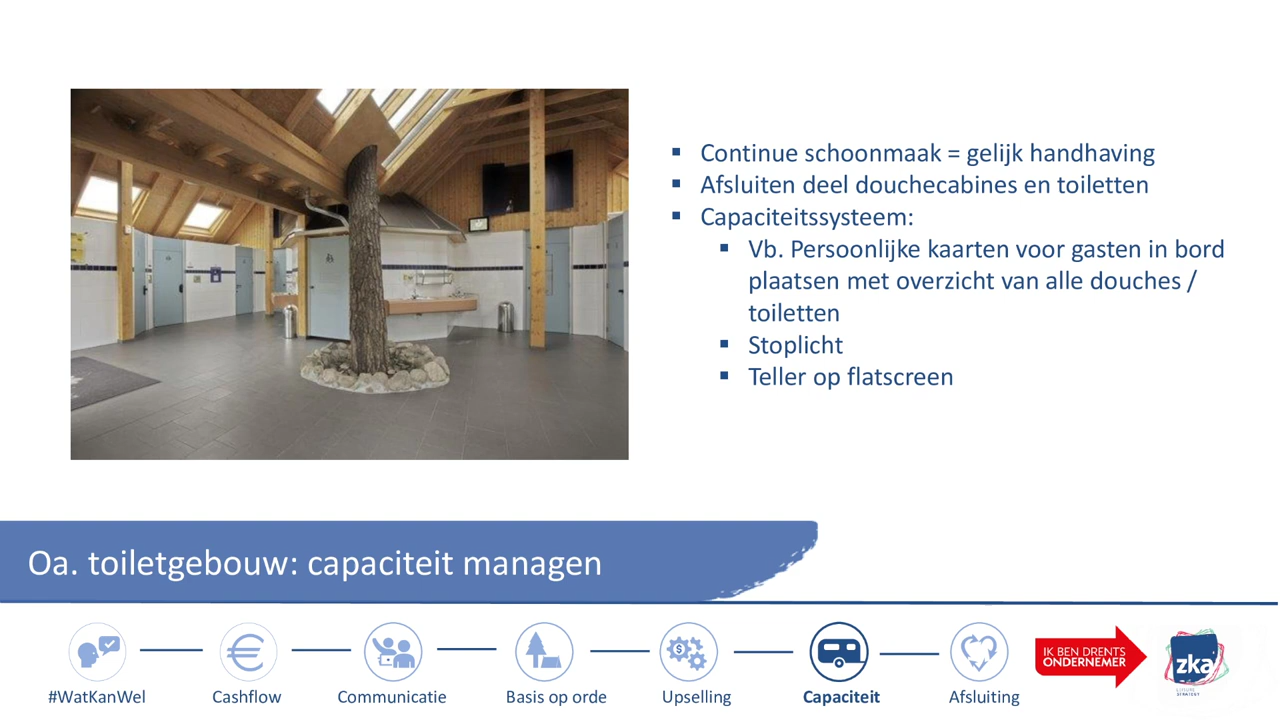 ▪ Continue schoonmaak = gelijk handhaving
▪ Afsluiten deel douchecabines en toiletten
▪ Capaciteitssysteem:
▪ Vb. Persoonlijke kaarten voor gasten in bord
plaatsen met overzicht van alle douches /
toiletten
▪ Stoplicht
▪ Teller op flatscreen
Oa. toiletgebouw: capaciteit managen
#WatKanWel
Cashflow
Communicatie
Basis op orde
Upselling
Capaciteit
Afsluiting
IK BEN DRENTS
ONDERNEMER
zka
LEISURE
STRATEGY